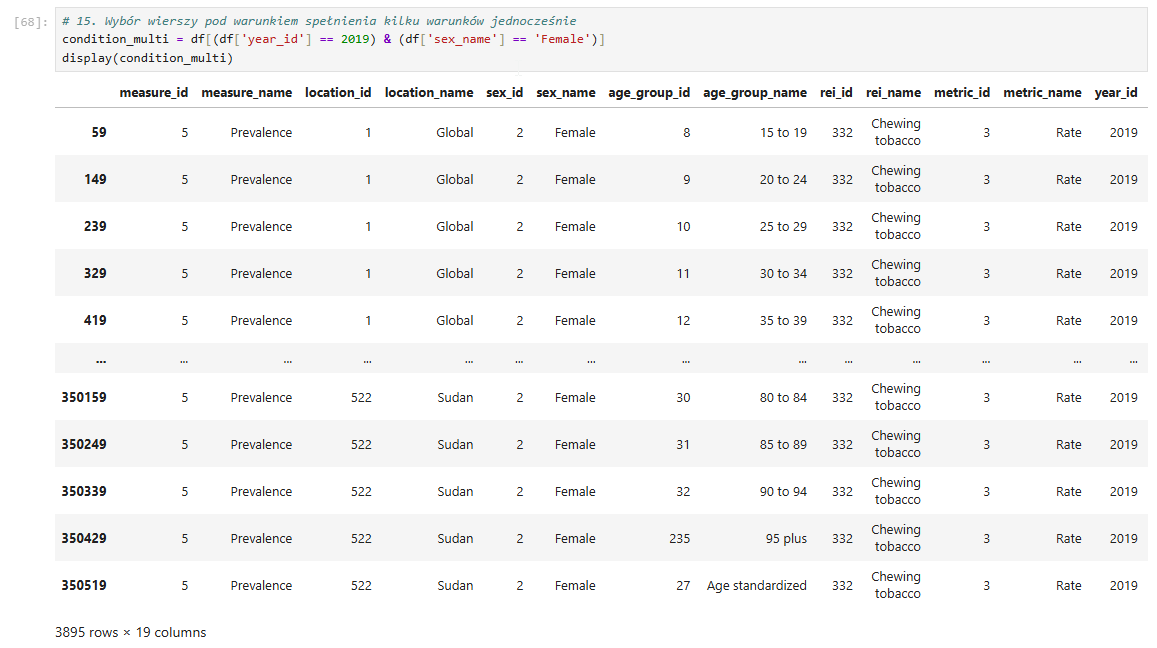 [68]: # 15. Wybór wierszy pod warunkiem spełnienia kilku warunków jednocześnie
condition_multi = df[(df['year_id'] == 2019) & (df['sex_name'] == 'Female')]
display(condition_multi)
measure_id measure_name location_id location_name sex_id sex_name age_group_id age_group_name rei_id rei_name metric_id metric_name year_id
59 5 Prevalence 1 Global 2 Female 8 15 to 19 332 Chewing tobacco 3 Rate 2019
149 5 Prevalence 1 Global 2 Female 9 20 to 24 332 Chewing tobacco 3 Rate 2019
239 5 Prevalence 1 Global 2 Female 10 25 to 29 332 Chewing tobacco 3 Rate 2019
329 5 Prevalence 1 Global 2 Female 11 30 to 34 332 Chewing tobacco 3 Rate 2019
419 5 Prevalence 1 Global 2 Female 12 35 to 39 332 Chewing tobacco 3 Rate 2019
... ... ... ... ... ... ... ... ... ... ... ... ... ...
350159 5 Prevalence 522 Sudan 2 Female 30 80 to 84 332 Chewing tobacco 3 Rate 2019
350249 5 Prevalence 522 Sudan 2 Female 31 85 to 89 332 Chewing tobacco 3 Rate 2019
350339 5 Prevalence 522 Sudan 2 Female 32 90 to 94 332 Chewing tobacco 3 Rate 2019
350429 5 Prevalence 522 Sudan 2 Female 235 95 plus 332 Chewing tobacco 3 Rate 2019
350519 5 Prevalence 522 Sudan 2 Female 27 Age standardized 332 Chewing tobacco 3 Rate 2019
3895 rows × 19 columns